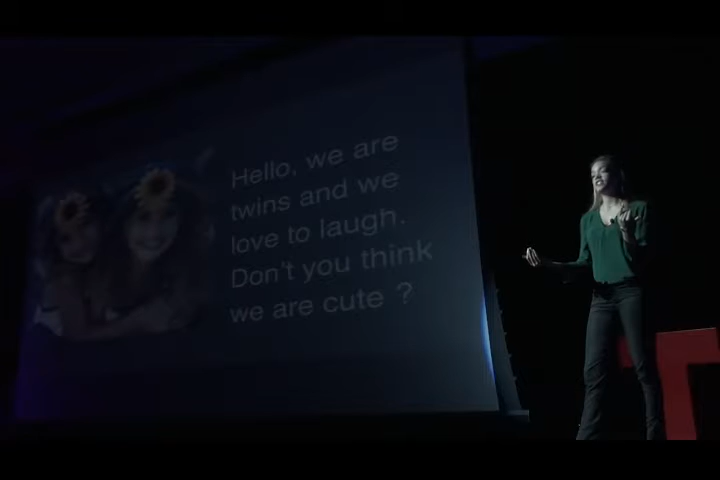 Hello, we are
twins and we
love to laugh.
Don't you think
we are cute ?